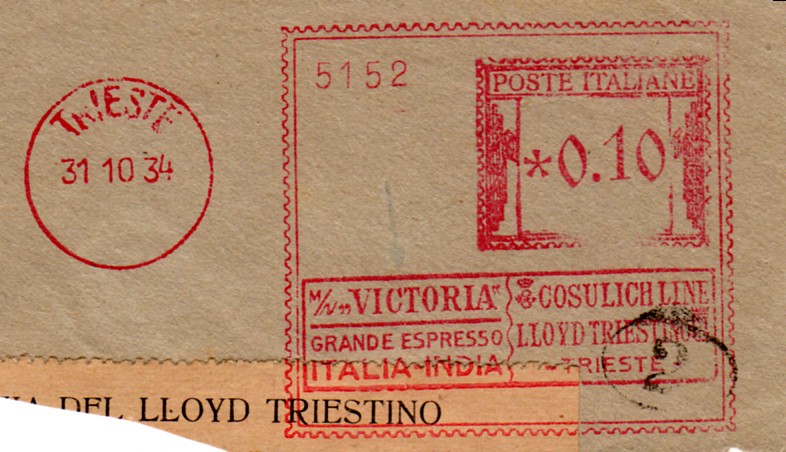 TRIESTE
31 10 34
5152
POSTE ITALIANE
*0.10
M/N „VICTORIA"
GRANDE ESPRESSO
ITALIA-INDIA
COSULICH LINE
LLOYD TRIESTINO
TRIESTE
DEL LLOYD TRIESTINO